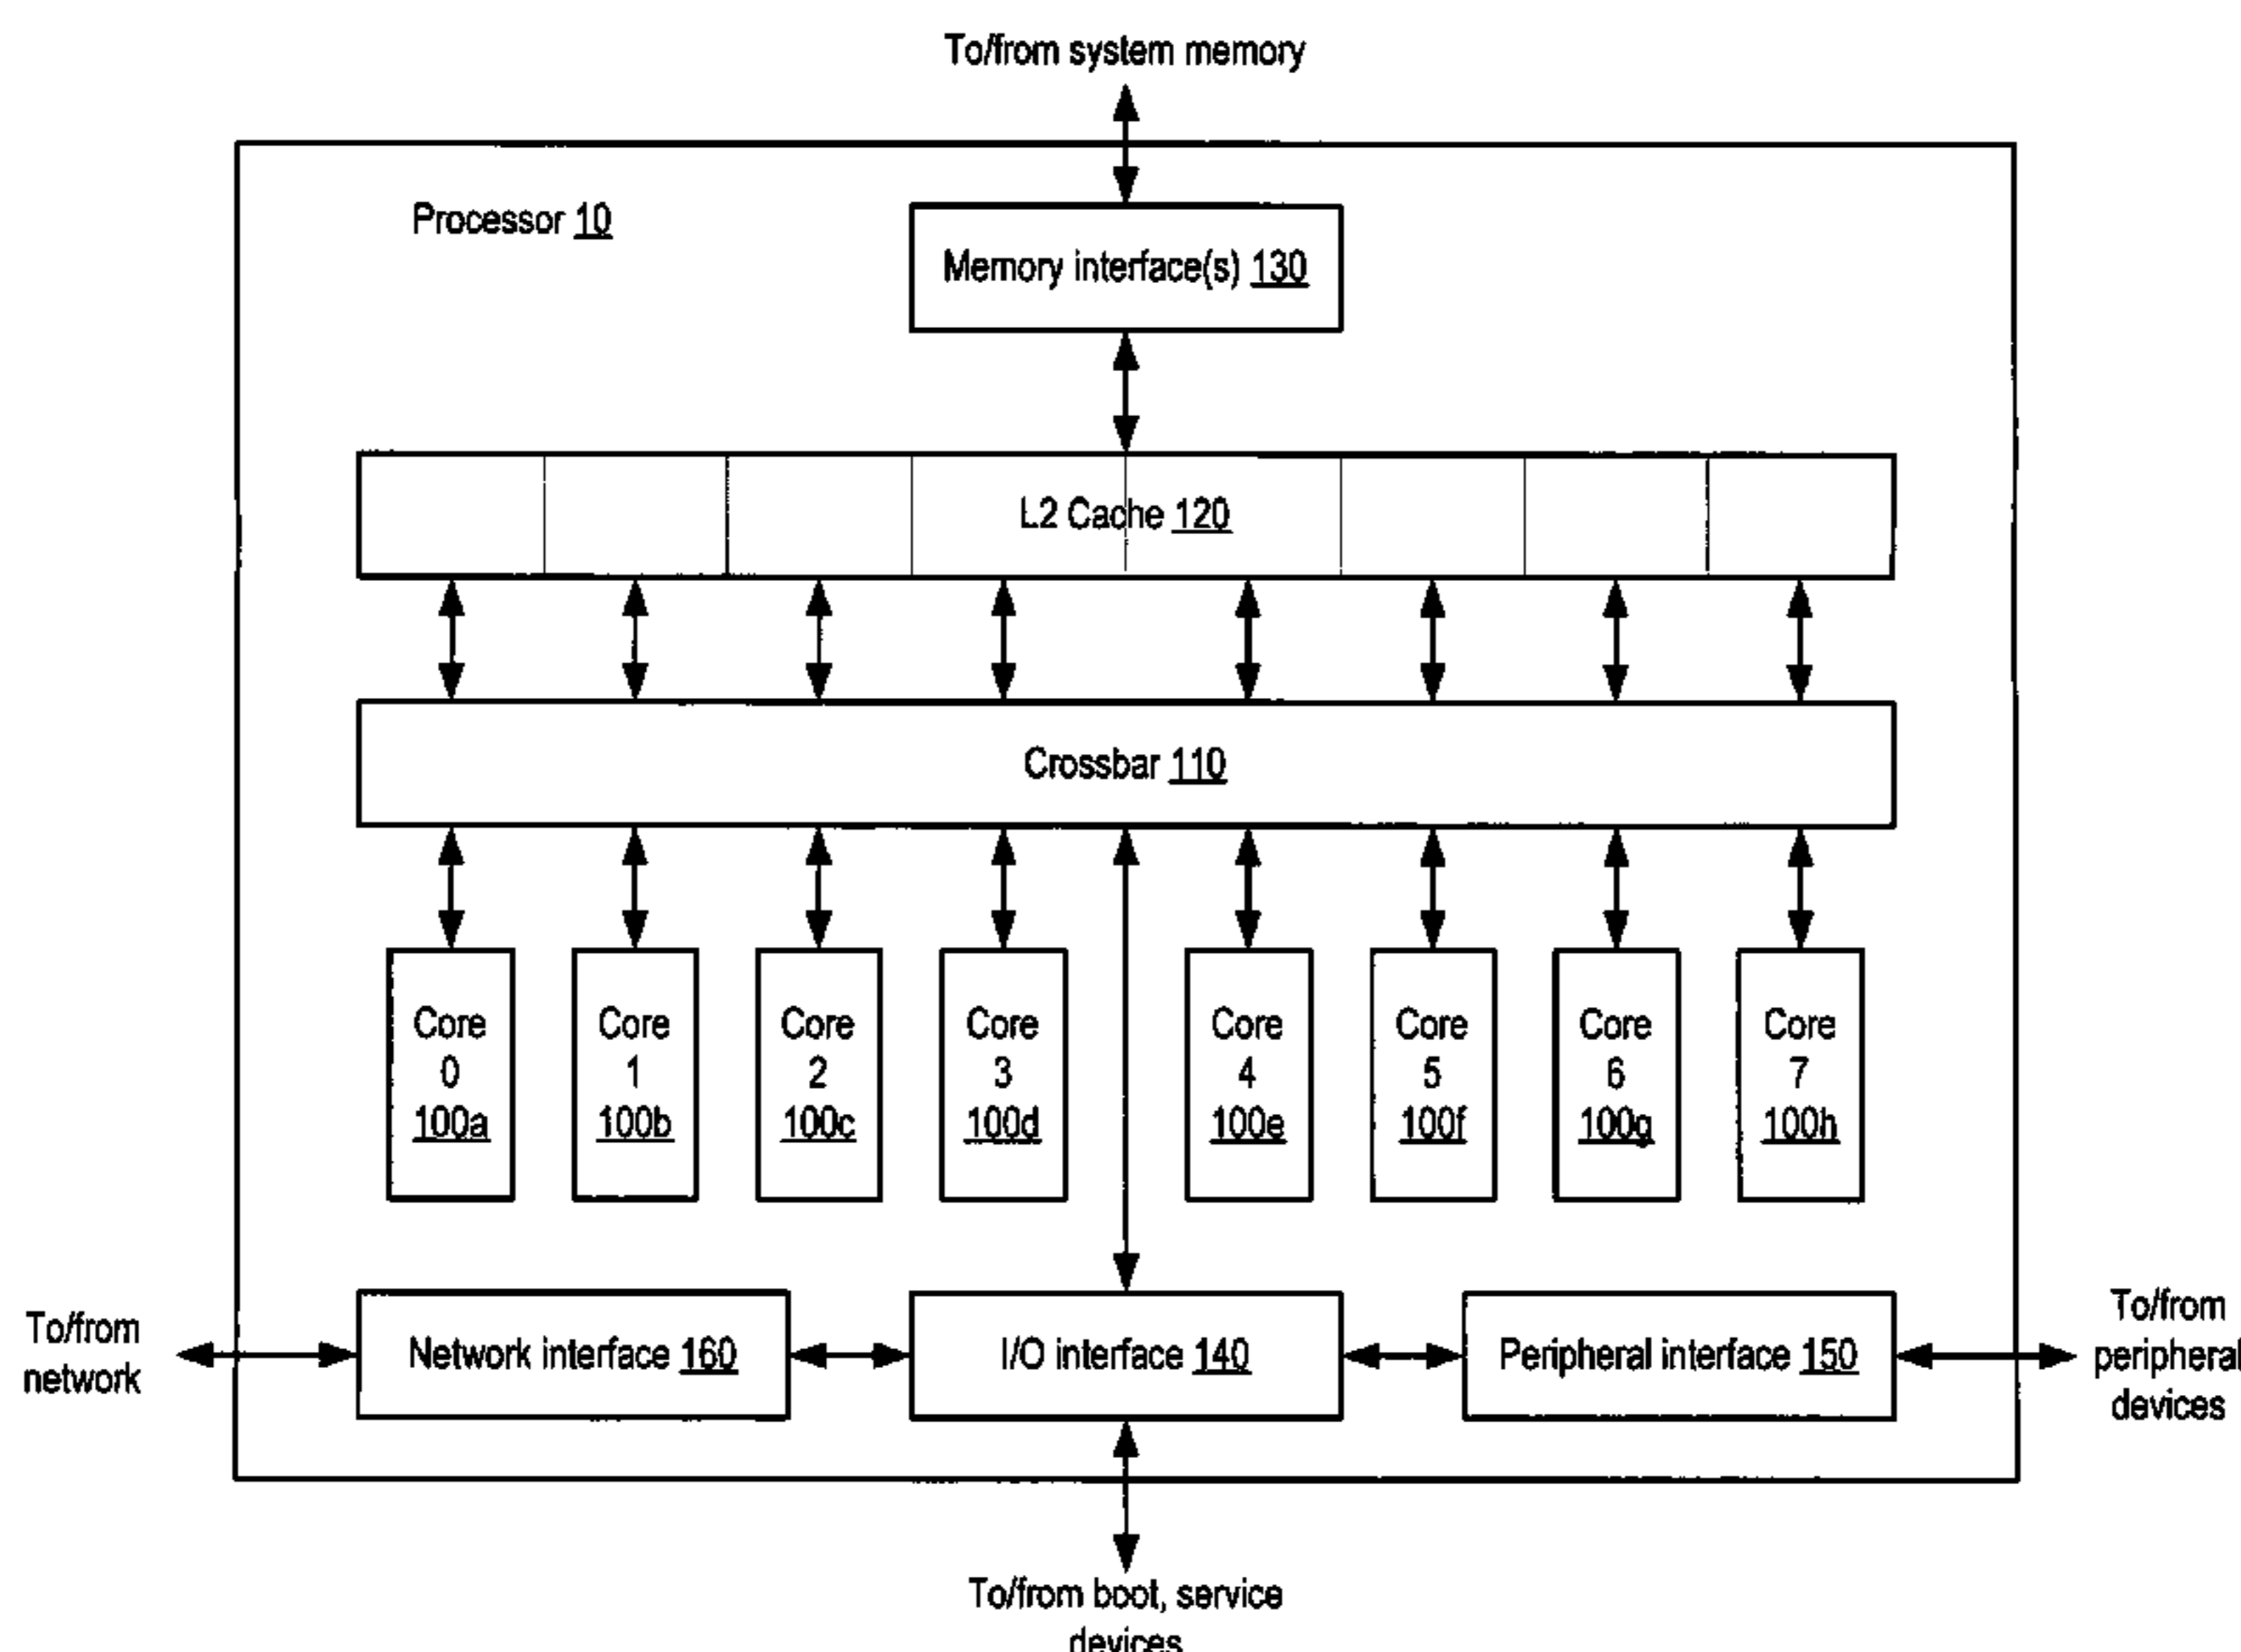 To/from system memory
Processor 10
Memory interface(s) 130
L2 Cache 120
Crossbar 110
Core
0
100a
Core
1
100b
Core
2
100c
Core
3
100d
Core
4
100e
Core
5
100f
Core
6
100g
Core
7
100h
To/from
network
Network interface 160
I/O interface 140
Peripheral interface 150
To/from
peripheral
devices
To/from boot, service
devices